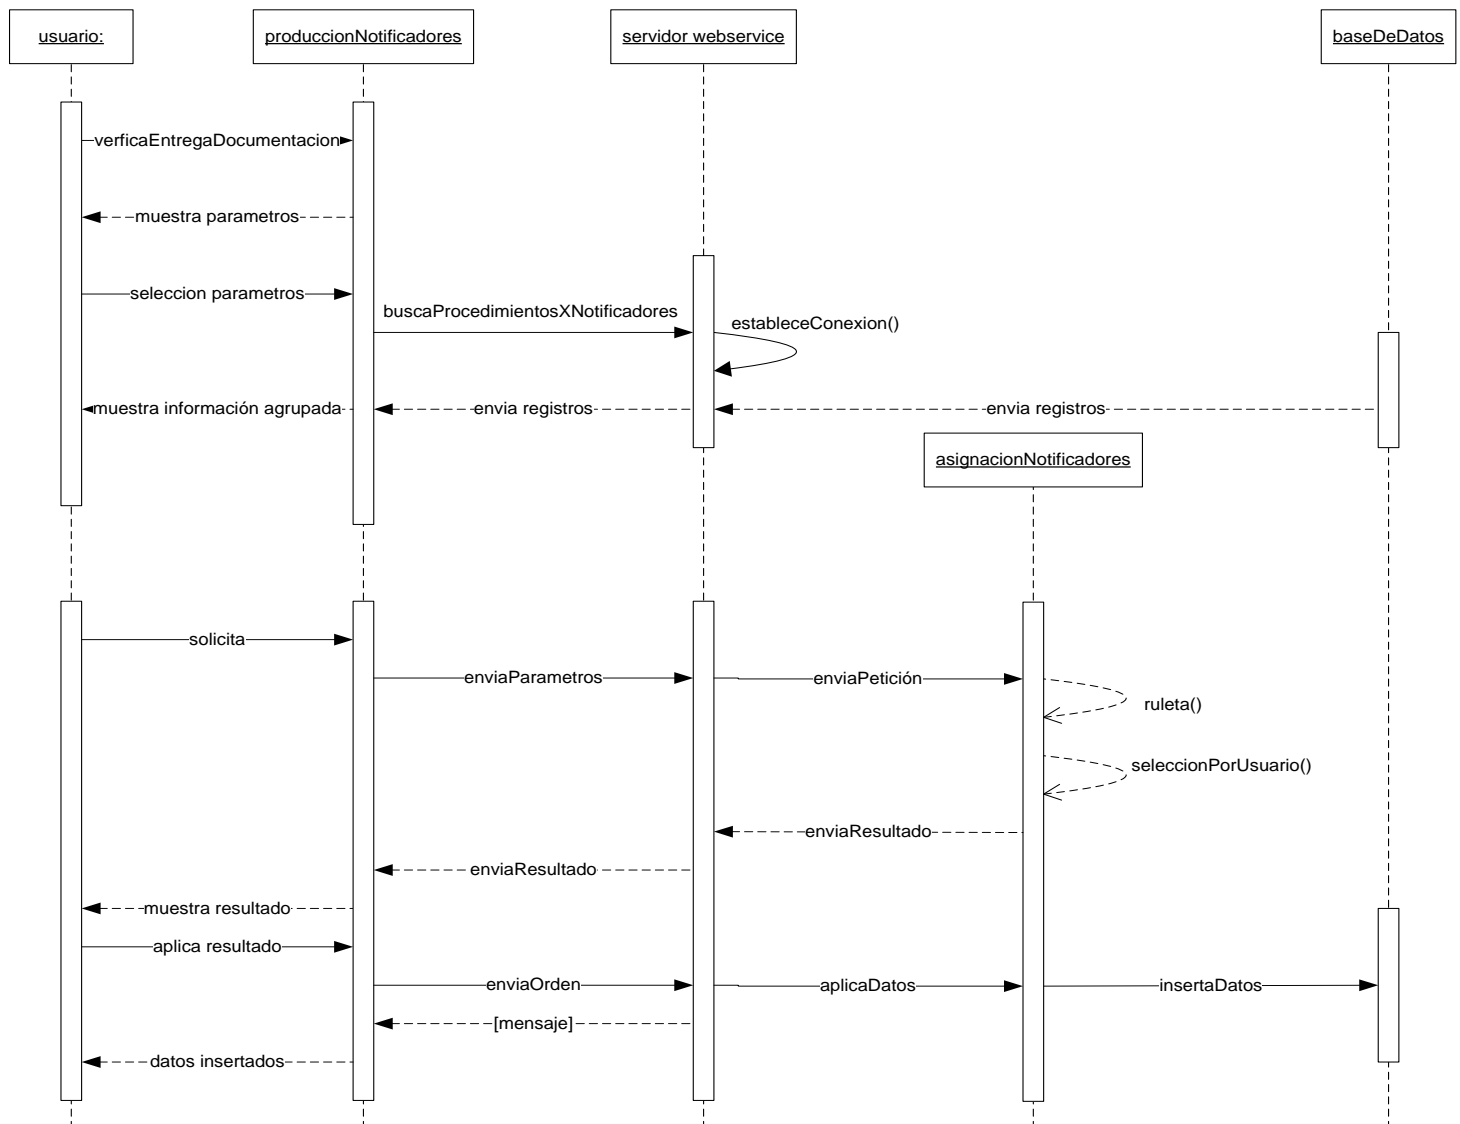 usuario:
produccionNotificadores
servidor webservice
baseDeDatos
verficaEntregaDocumentacion
muestra parametros
seleccion parametros
buscaProcedimientosXNotificadores
estableceConexion()
muestra información agrupada
envia registros
envia registros
asignacionNotificadores
solicita
enviaParametros
enviaPetición
ruleta()
seleccionPorUsuario()
enviaResultado
enviaResultado
muestra resultado
aplica resultado
enviaOrden
aplicaDatos
insertaDatos
[mensaje]
datos insertados